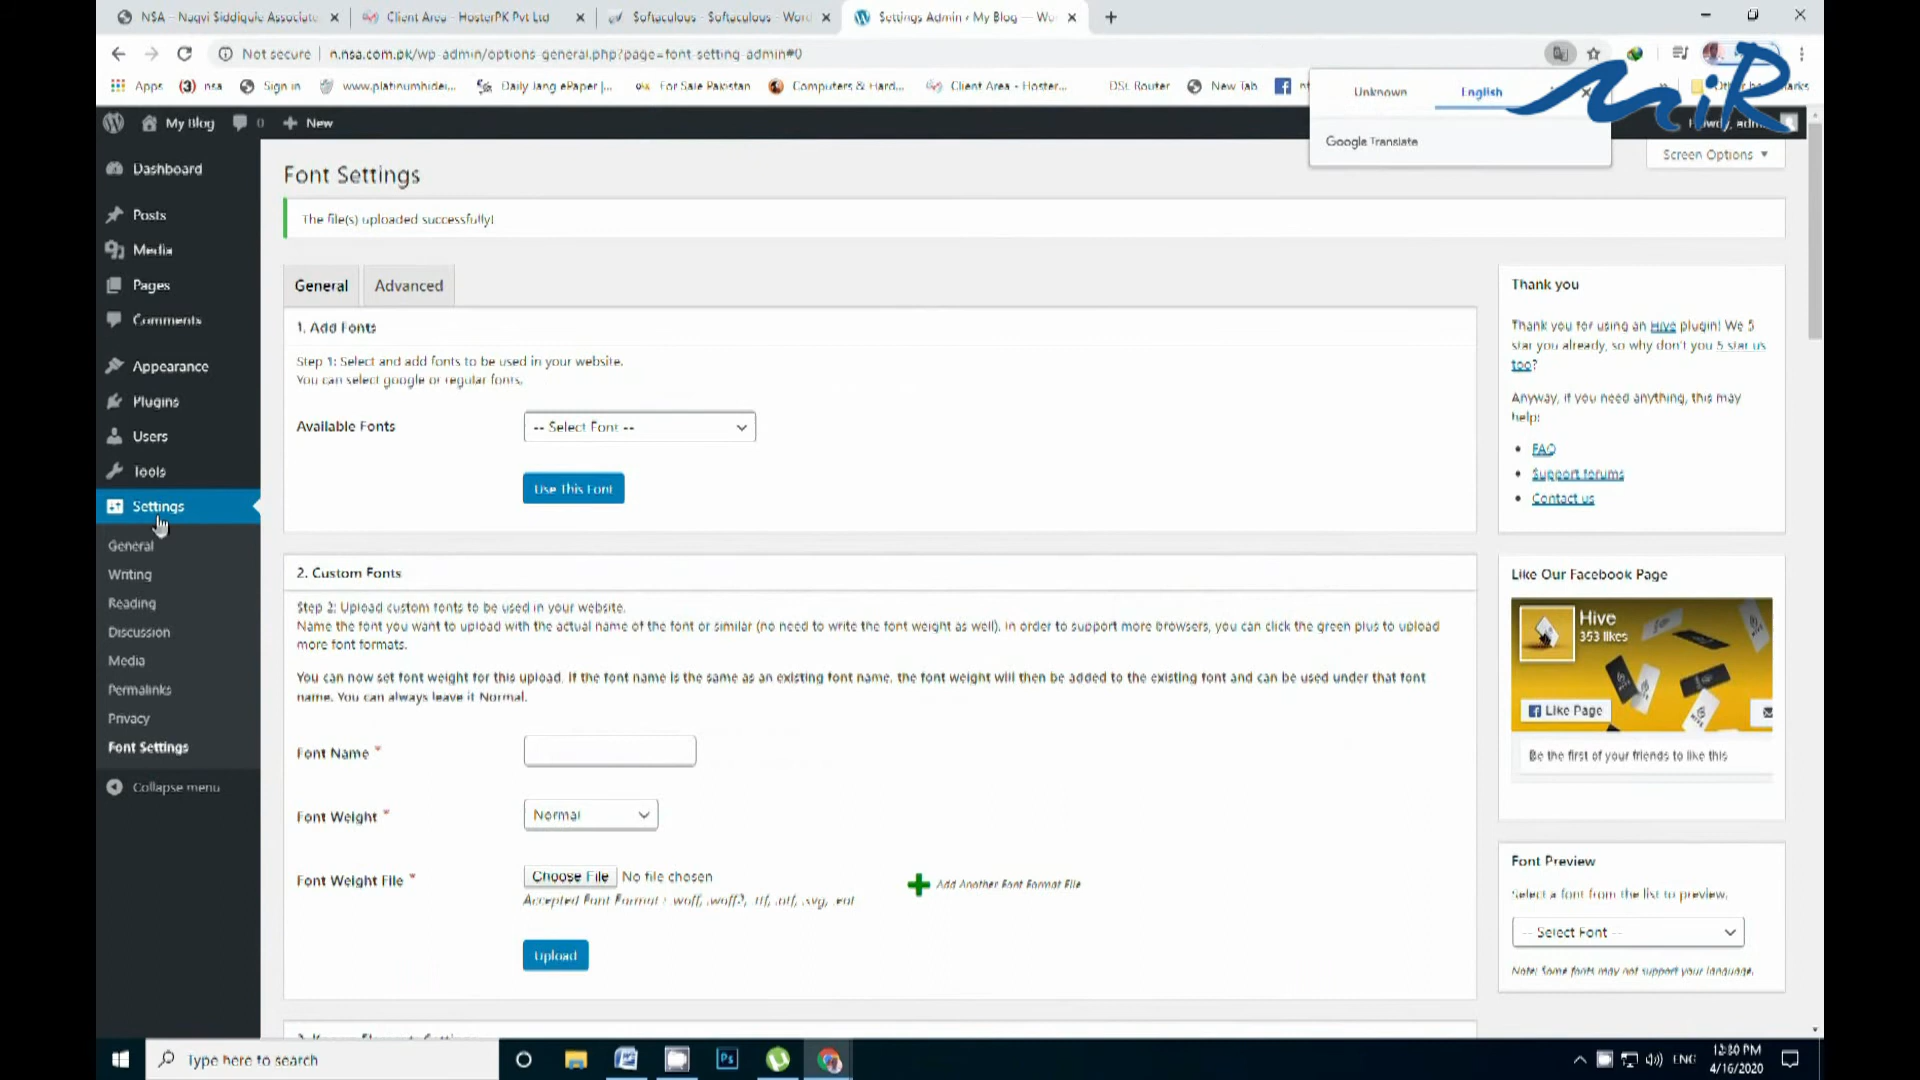 NSA - Naqvi Siddiquie Associate
Client Area - HosterPK Pvt Ltd
Softaculous - Softaculous - Word
Settings Admin ‹ My Blog — Wo
Not secure
n.nsa.com.pk/wp-admin/options-general.php?page=font-setting-admin#0
Apps
(3) nsa
Sign in
www.platinumhidei...
Daily Jang ePaper |...
For Sale Pakistan
Computers & Hard...
Client Area - Hoster...
DSL Router
New Tab
Unknown
English
Google Translate
MiR
My Blog
0
New
Screen Options
Dashboard
Posts
Media
Pages
Comments
Appearance
Plugins
Users
Tools
Settings
General
Writing
Reading
Discussion
Media
Permalinks
Privacy
Font Settings
Collapse menu
Font Settings
The file(s) uploaded successfully!
General
Advanced
1. Add Fonts
Step 1: Select and add fonts to be used in your website.
You can select google or regular fonts.
Available Fonts
-- Select Font --
Use This Font
2. Custom Fonts
Step 2: Upload custom fonts to be used in your website.
Name the font you want to upload with the actual name of the font or similar (no need to write the font weight as well). In order to support more browsers, you can click the green plus to upload
more font formats.
You can now set font weight for this upload. If the font name is the same as an existing font name, the font weight will then be added to the existing font and can be used under that font
name. You can always leave it Normal.
Font Name *
Font Weight *
Normal
Font Weight File *
Choose File
No file chosen
Accepted Font Format : .woff, .woff2, .ttf, .otf, .svg, .eot
Add Another Font Format File
Upload
Thank you
Thank you for using an Hive plugin! We 5
star you already, so why don't you 5 star us
too?
Anyway, if you need anything, this may
help:
FAQ
Support forums
Contact us
Like Our Facebook Page
Hive
353 likes
Like Page
Be the first of your friends to like this
Font Preview
Select a font from the list to preview.
-- Select Font --
Note: Some fonts may not support your language.
Type here to search
Ps
ENG
12:30 PM
4/16/2020